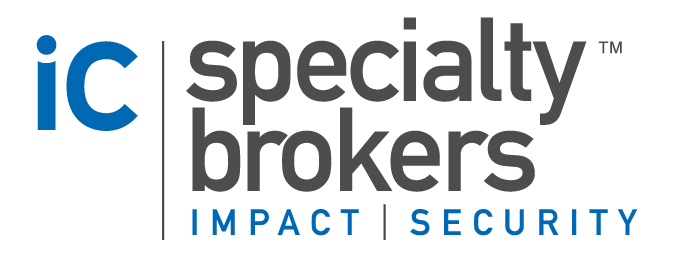 iC
specialty™
brokers
IMPACT | SECURITY